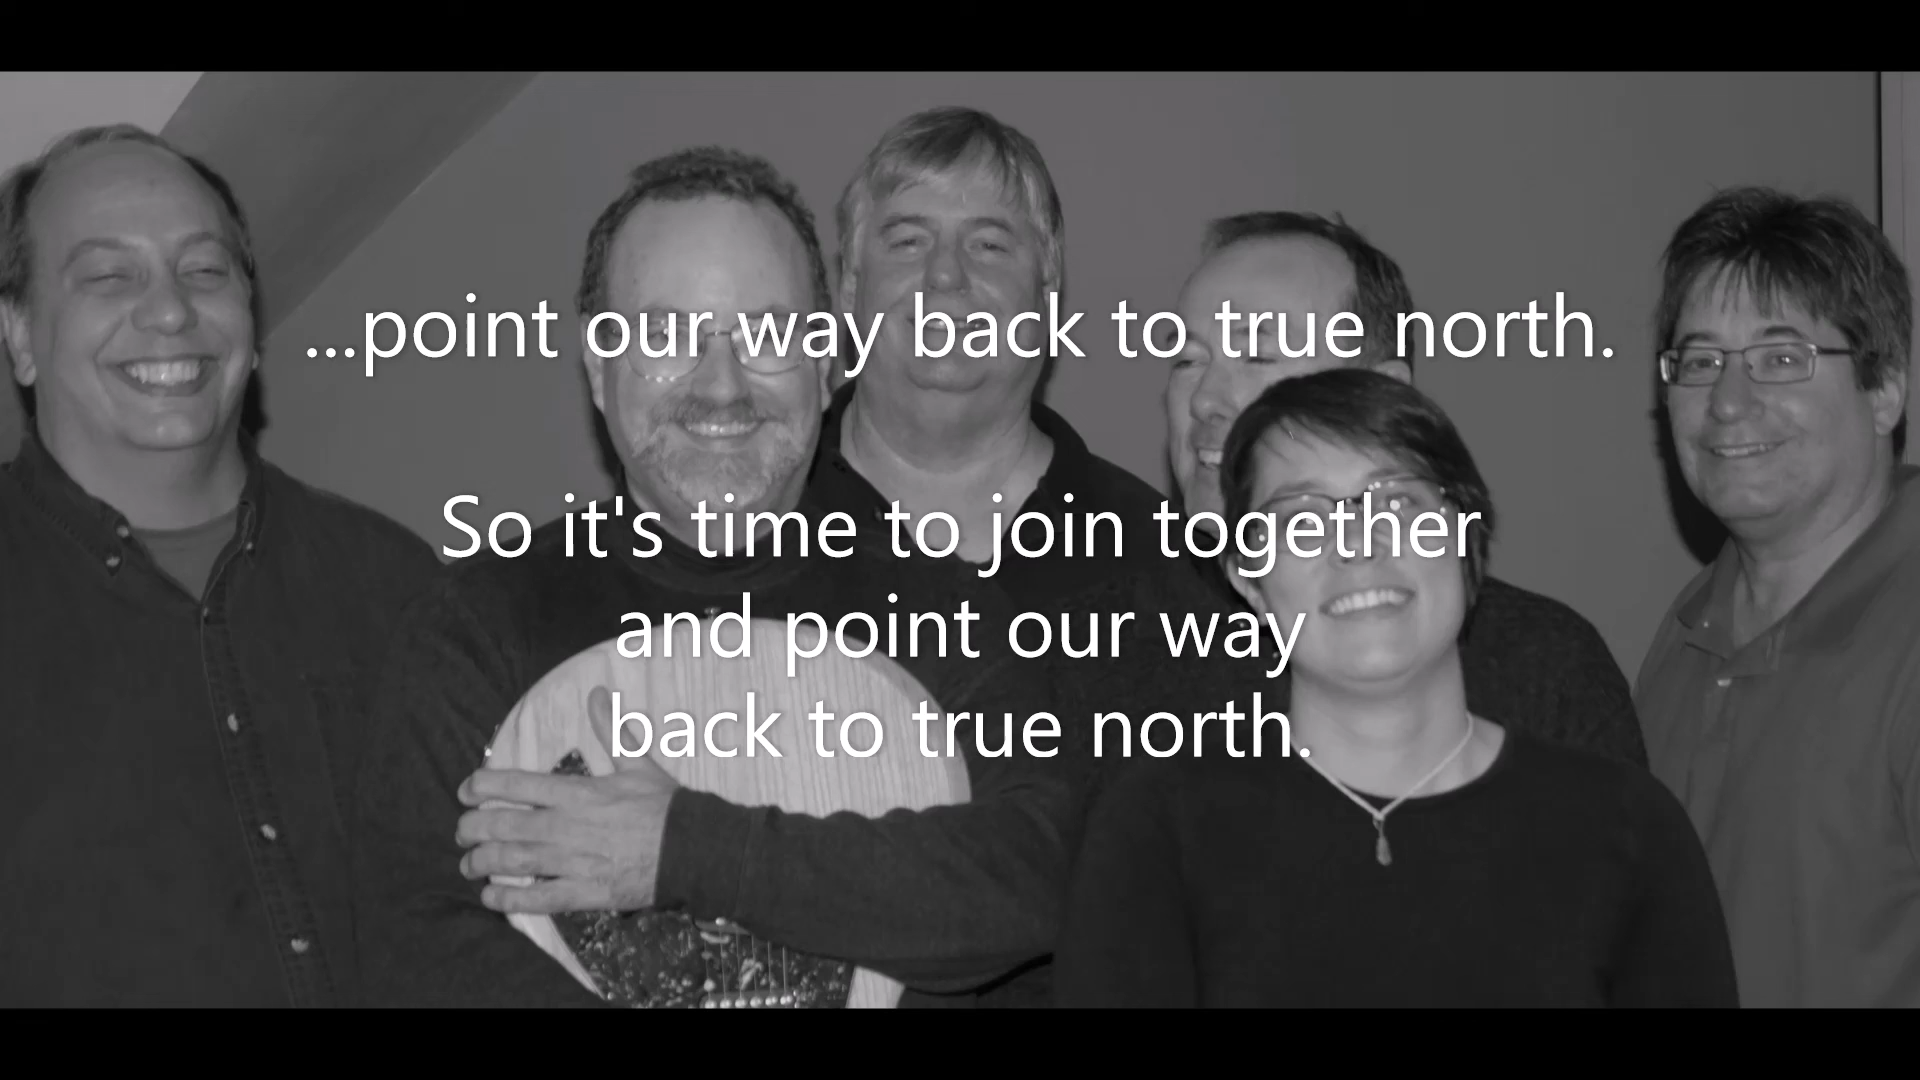 ...point our way back to true north.
So it's time to join together
and point our way
back to true north.